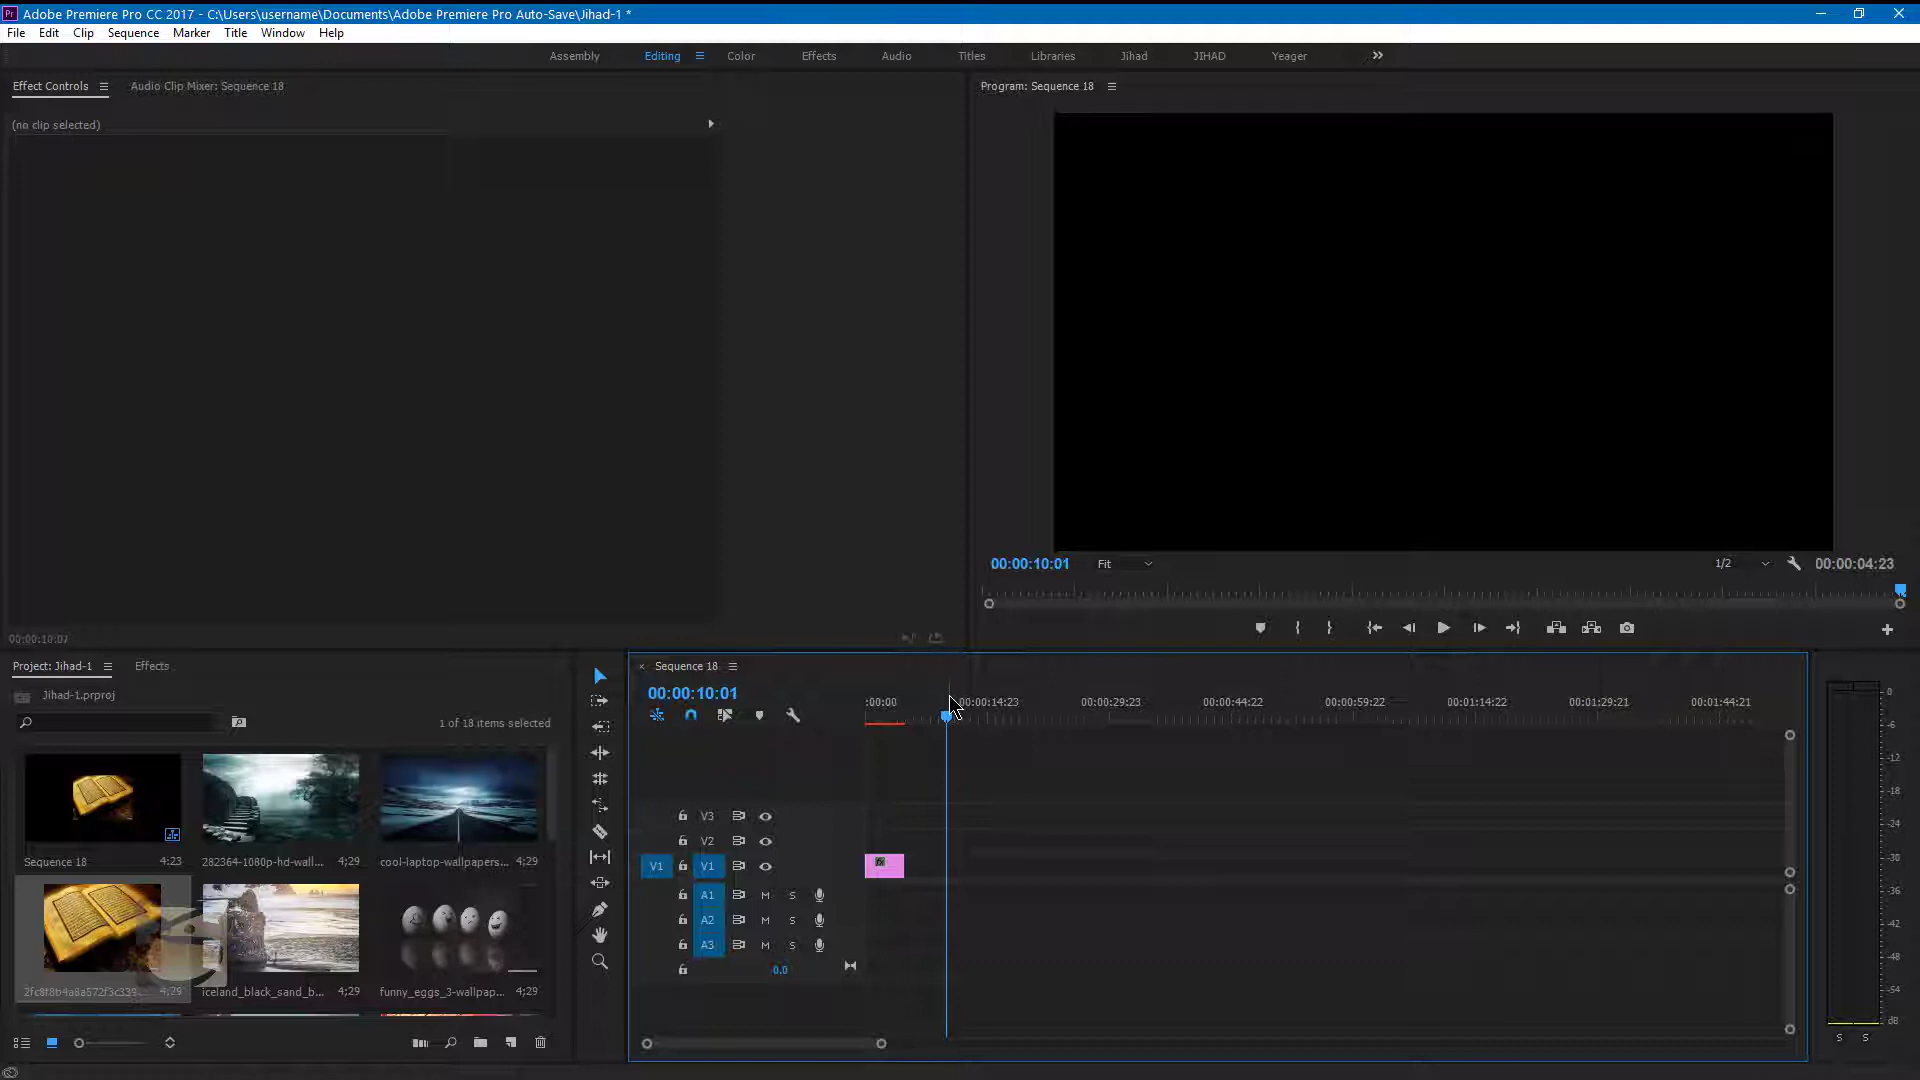 Adobe Premiere Pro CC 2017 - C:\Users\username\Documents\Adobe Premiere Pro Auto-Save\Jihad-1 *
File Edit Clip Sequence Marker Title Window Help
Assembly Editing Color Effects Audio Titles Libraries Jihad JIHAD Yeager
Effect Controls Audio Clip Mixer: Sequence 18
Program: Sequence 18
(no clip selected)
00:00:10:01 Fit 1/2 00:00:04:23
00:00:10:01
Project: Jihad-1 Effects
Jihad-1.prproj
1 of 18 items selected
Sequence 18 4;23
282364-1080p-hd-wall... 4;29
cool-laptop-wallpapers... 4;29
2fc8f8b4a8a572f3c339... 4;29
iceland_black_sand_b... 4;29
funny_eggs_3-wallpap... 4;29
Sequence 18
00:00:10:01
:00:00 00:00:14:23 00:00:29:23 00:00:44:22 00:00:59:22 00:01:14:22 00:01:29:21 00:01:44:21
V3
V2
V1 V1
A1 M S
A2 M S
A3 M S
0.0
0
-6
-12
-18
-24
-30
-36
-42
-48
-54
dB
S S